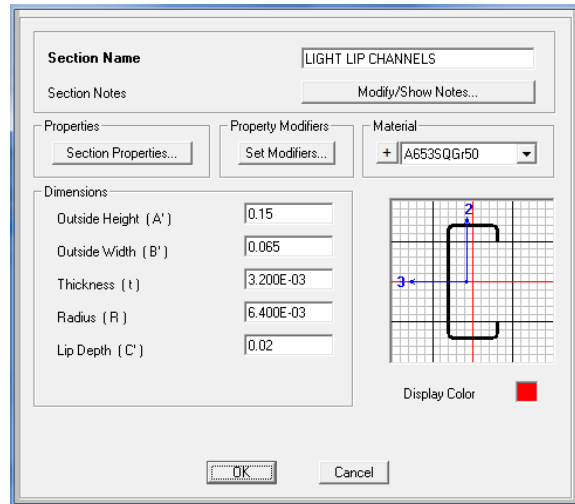 Section Name
LIGHT LIP CHANNELS
Section Notes
Modify/Show Notes...
Properties
Section Properties...
Property Modifiers
Set Modifiers...
Material
+
A653SQGr50
Dimensions
Outside Height ( A' )
0.15
Outside Width ( B' )
0.065
Thickness ( t )
3.200E-03
Radius ( R )
6.400E-03
Lip Depth ( C' )
0.02
2
3
Display Color
OK
Cancel